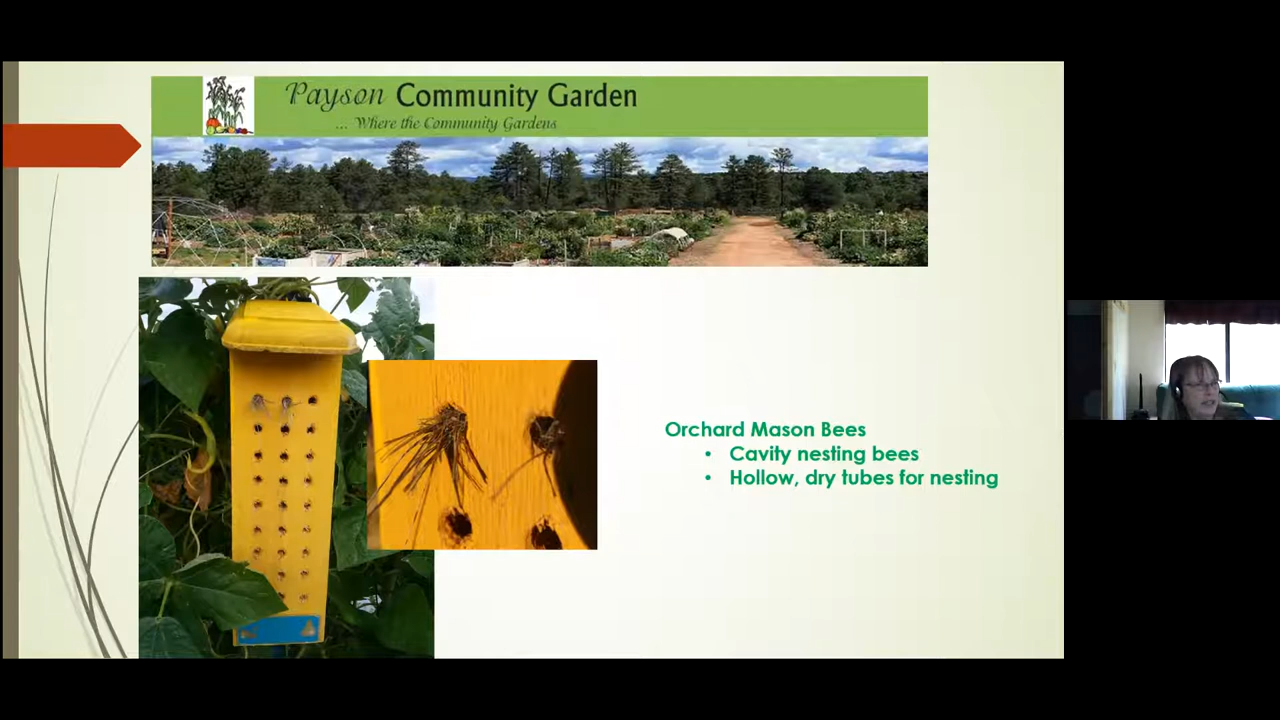 Payson Community Garden
... Where the Community Gardens
Orchard Mason Bees
• Cavity nesting bees
• Hollow, dry tubes for nesting